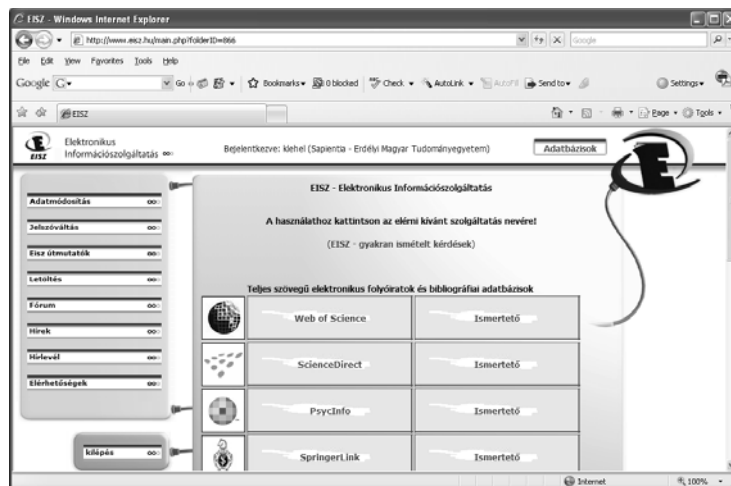 EISZ - Windows Internet Explorer
http://www.eisz.hu/main.php?folderID=866
Google
File Edit View Favorites Tools Help
Google G Go Bookmarks 0 blocked Check AutoLink AutoFill Send to Settings
EISZ Page Tools
Elektronikus
Információszolgáltatás
EISZ
Bejelentkezve: klehel (Sapientia - Erdélyi Magyar Tudományegyetem)
Adatbázisok
Adatmódosítás
Jelszóváltás
Eisz útmutatók
Letöltés
Fórum
Hírek
Hírlevél
Elérhetőségek
kilépés
EISZ - Elektronikus Információszolgáltatás
A használathoz kattintson az elérni kívánt szolgáltatás nevére!
(EISZ - gyakran ismételt kérdések)
Teljes szövegű elektronikus folyóiratok és bibliográfiai adatbázisok
Web of Science Ismertető
ScienceDirect Ismertető
PsycInfo Ismertető
SpringerLink Ismertető
Internet 100%